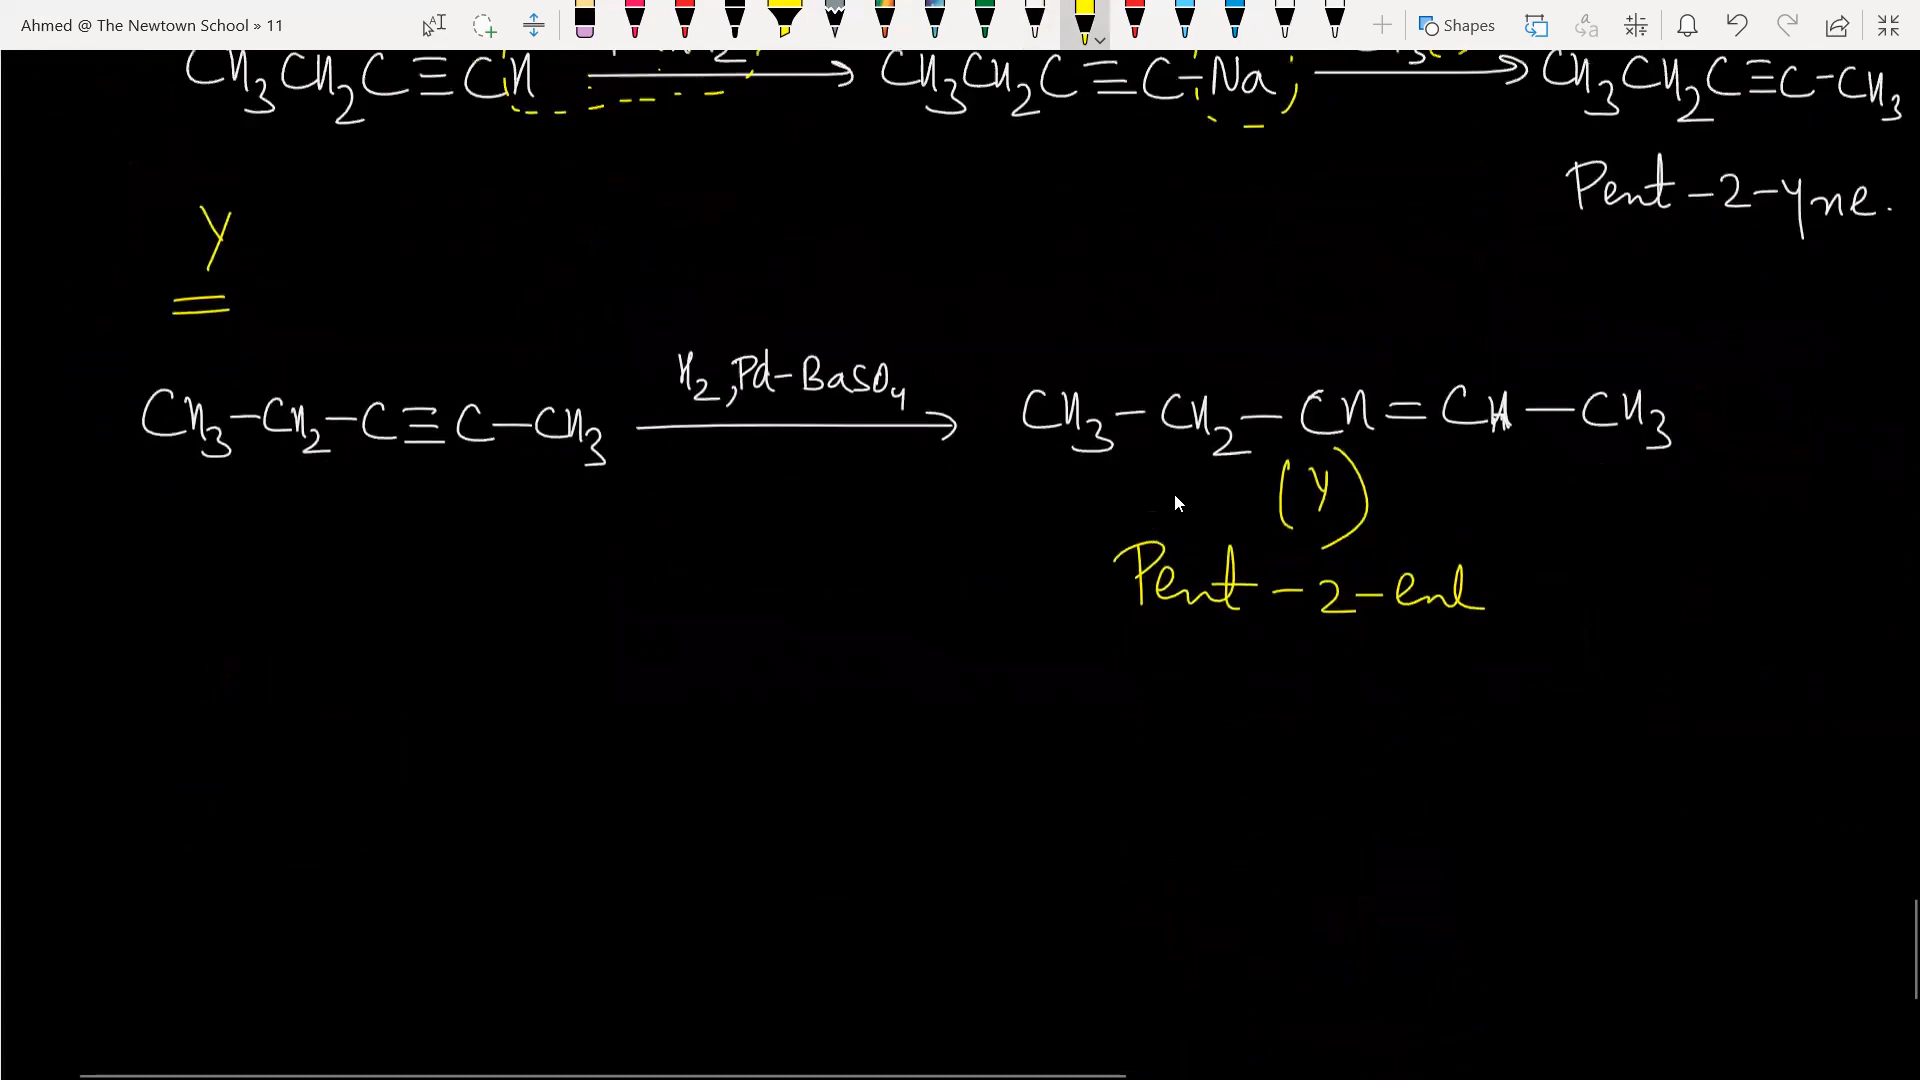 Ahmed @ The Newtown School » 11
Shapes
CH3CH2C≡CH → CH3CH2C≡C-Na → CH3CH2C≡C-CH3
Pent-2-yne.
Y
H2, Pd-BaSO4
CH3-CH2-C≡C-CH3 → CH3-CH2-CH=CH-CH3
(Y)
Pent-2-ene